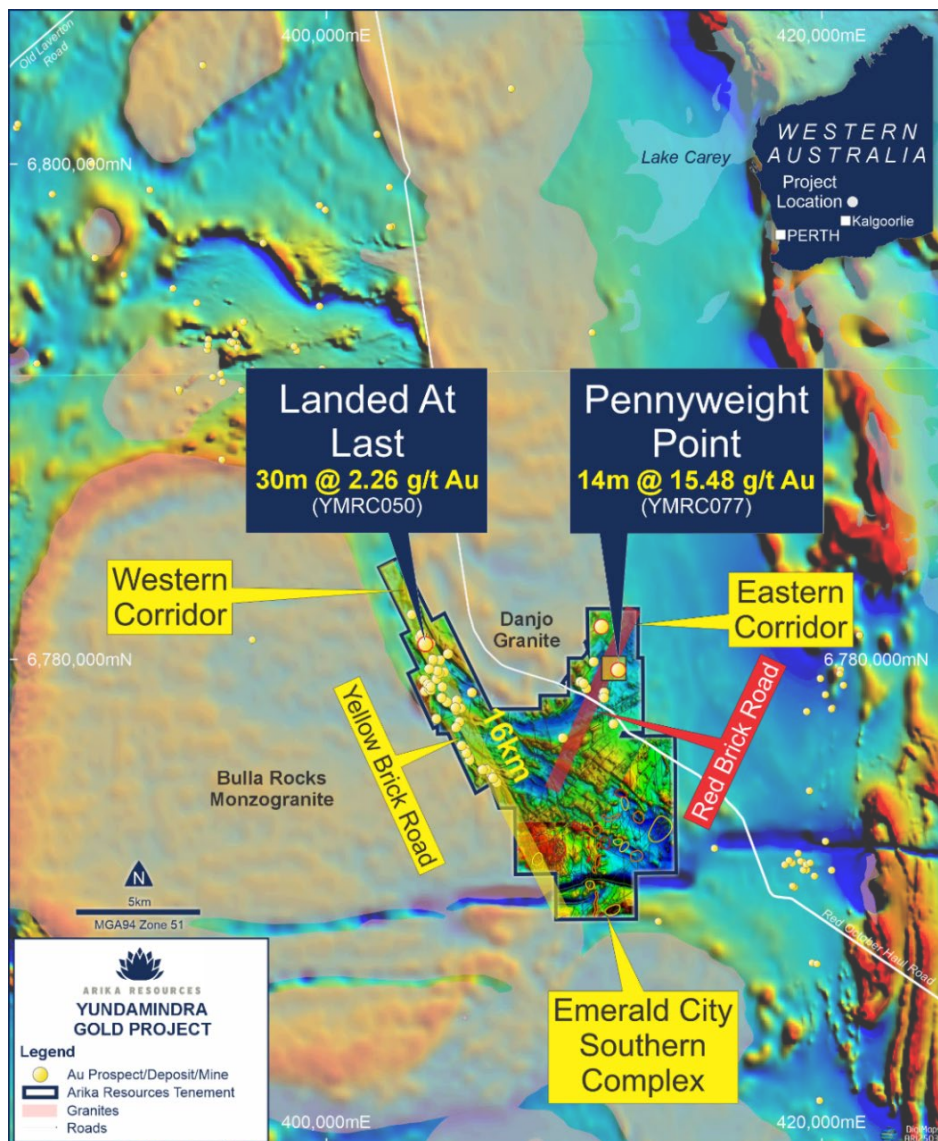 400,000mE
420,000mE
Old Laverton
Road
6,800,000mN
Lake Carey
WESTERN
AUSTRALIA
Project
Location
Kalgoorlie
PERTH
Landed At
Last
30m @ 2.26 g/t Au
(YMRC050)
Pennyweight
Point
14m @ 15.48 g/t Au
(YMRC077)
Western
Corridor
Danjo
Granite
Eastern
Corridor
6,780,000mN
6,780,000mN
Yellow Brick Road
16km
Red Brick Road
Bulla Rocks
Monzogranite
N
5km
MGA94 Zone 51
Red October Haul Road
ARIKA RESOURCES
YUNDAMINDRA
GOLD PROJECT
Legend
Au Prospect/Deposit/Mine
Arika Resources Tenement
Granites
Roads
Emerald City
Southern
Complex
400,000mE
420,000mE